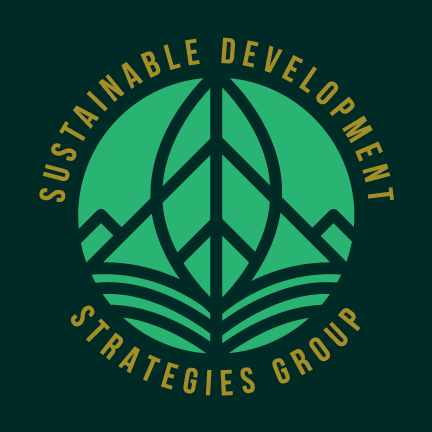 SUSTAINABLE DEVELOPMENT
STRATEGIES GROUP